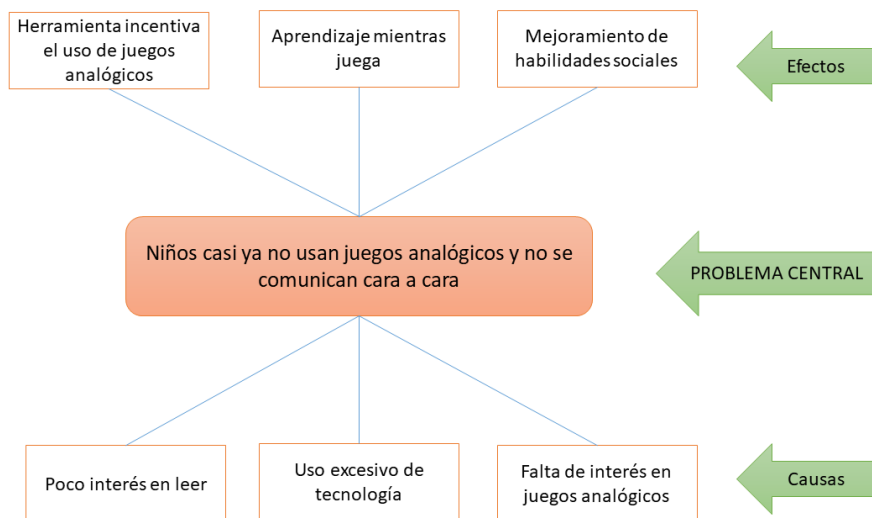 Herramienta incentiva
el uso de juegos
analógicos
Aprendizaje mientras
juega
Mejoramiento de
habilidades sociales
Efectos
Niños casi ya no usan juegos analógicos y no se
comunican cara a cara
PROBLEMA CENTRAL
Poco interés en leer
Uso excesivo de
tecnología
Falta de interés en
juegos analógicos
Causas